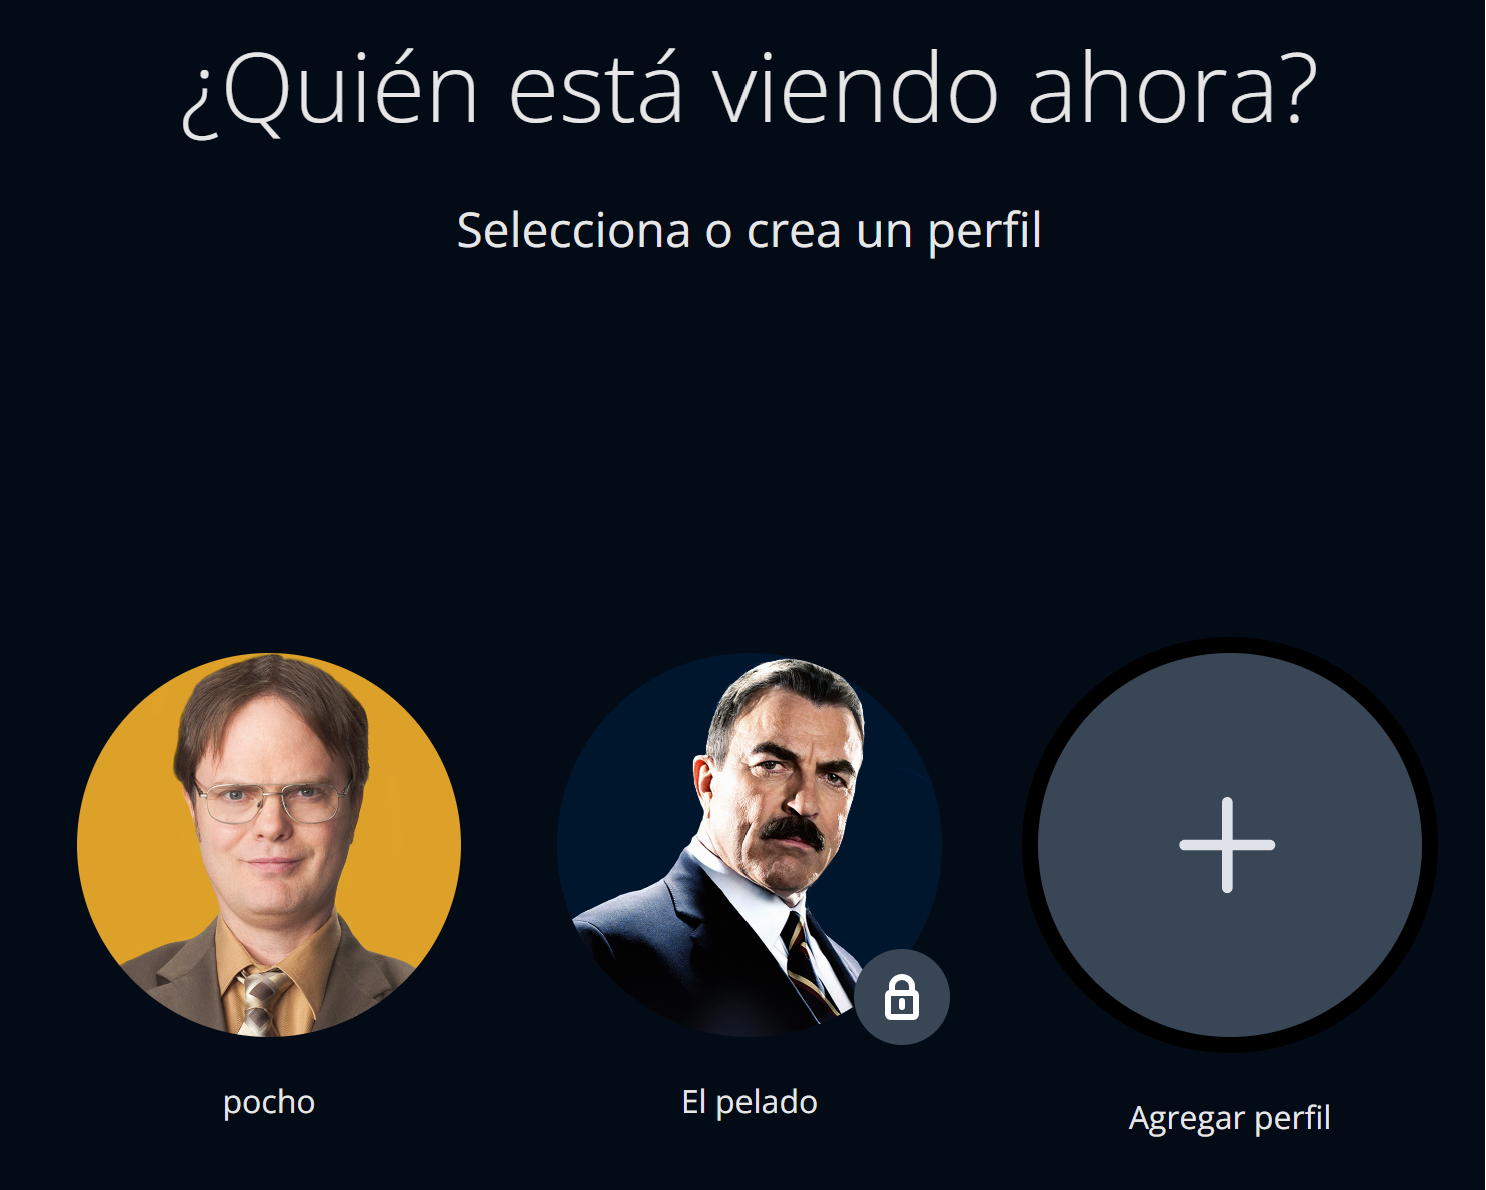 ¿Quién está viendo ahora?
Selecciona o crea un perfil
pocho
El pelado
Agregar perfil